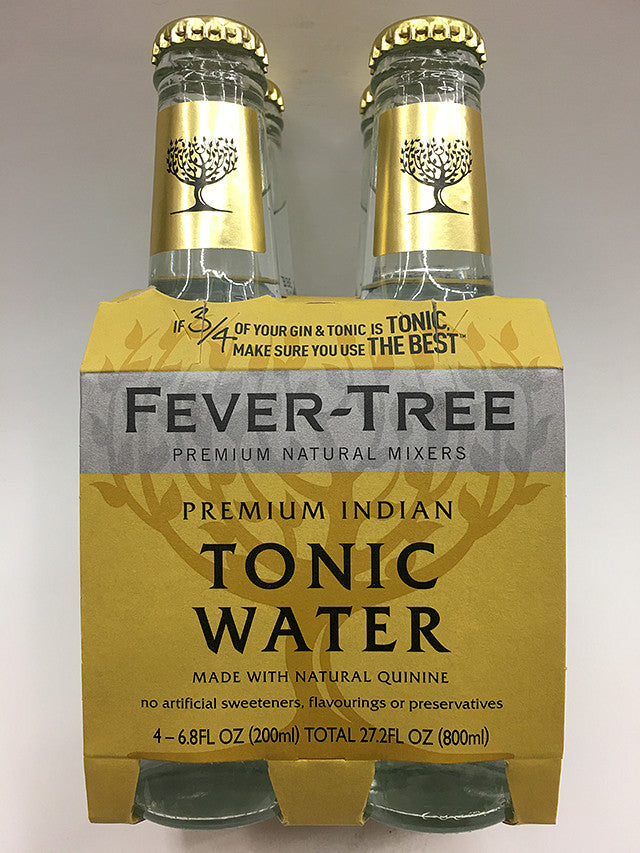 IF 3/4 OF YOUR GIN & TONIC IS TONIC,
MAKE SURE YOU USE THE BEST™
FEVER-TREE
PREMIUM NATURAL MIXERS
PREMIUM INDIAN
TONIC
WATER
MADE WITH NATURAL QUININE
no artificial sweeteners, flavourings or preservatives
4–6.8FL OZ (200ml) TOTAL 27.2FL OZ (800ml)